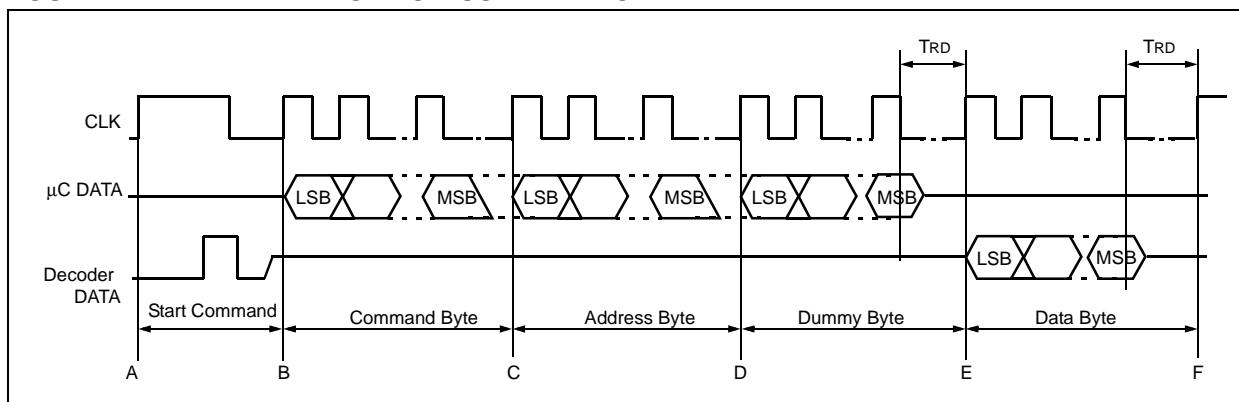 TRD TRD
CLK
μC DATA
LSB MSB LSB MSB LSB MSB
Decoder
DATA
LSB MSB
Start Command Command Byte Address Byte Dummy Byte Data Byte
A B C D E F